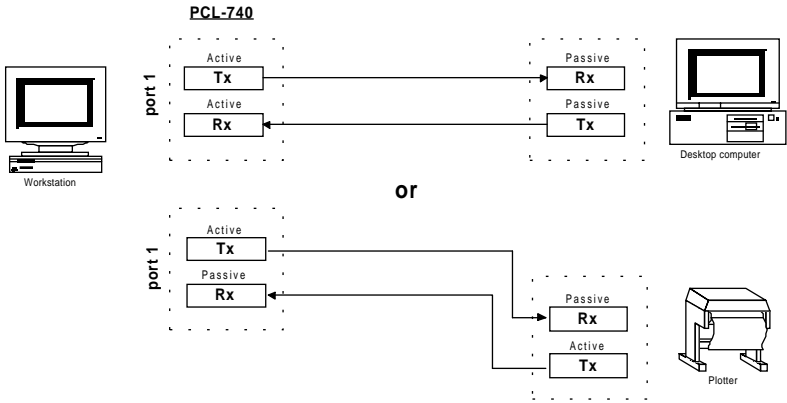 PCL-740
port 1
Active
Tx
Active
Rx
Passive
Rx
Passive
Tx
Workstation
Desktop computer
or
port 1
Active
Tx
Passive
Rx
Passive
Rx
Active
Tx
Plotter